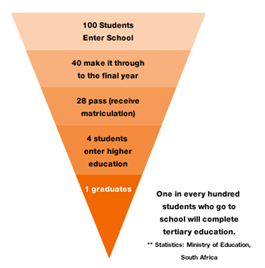 100 Students
Enter School
40 make it through
to the final year
28 pass (receive
matriculation)
4 students
enter higher
education
1 graduates
One in every hundred
students who go to
school will complete
tertiary education.
** Statistics: Ministry of Education,
South Africa